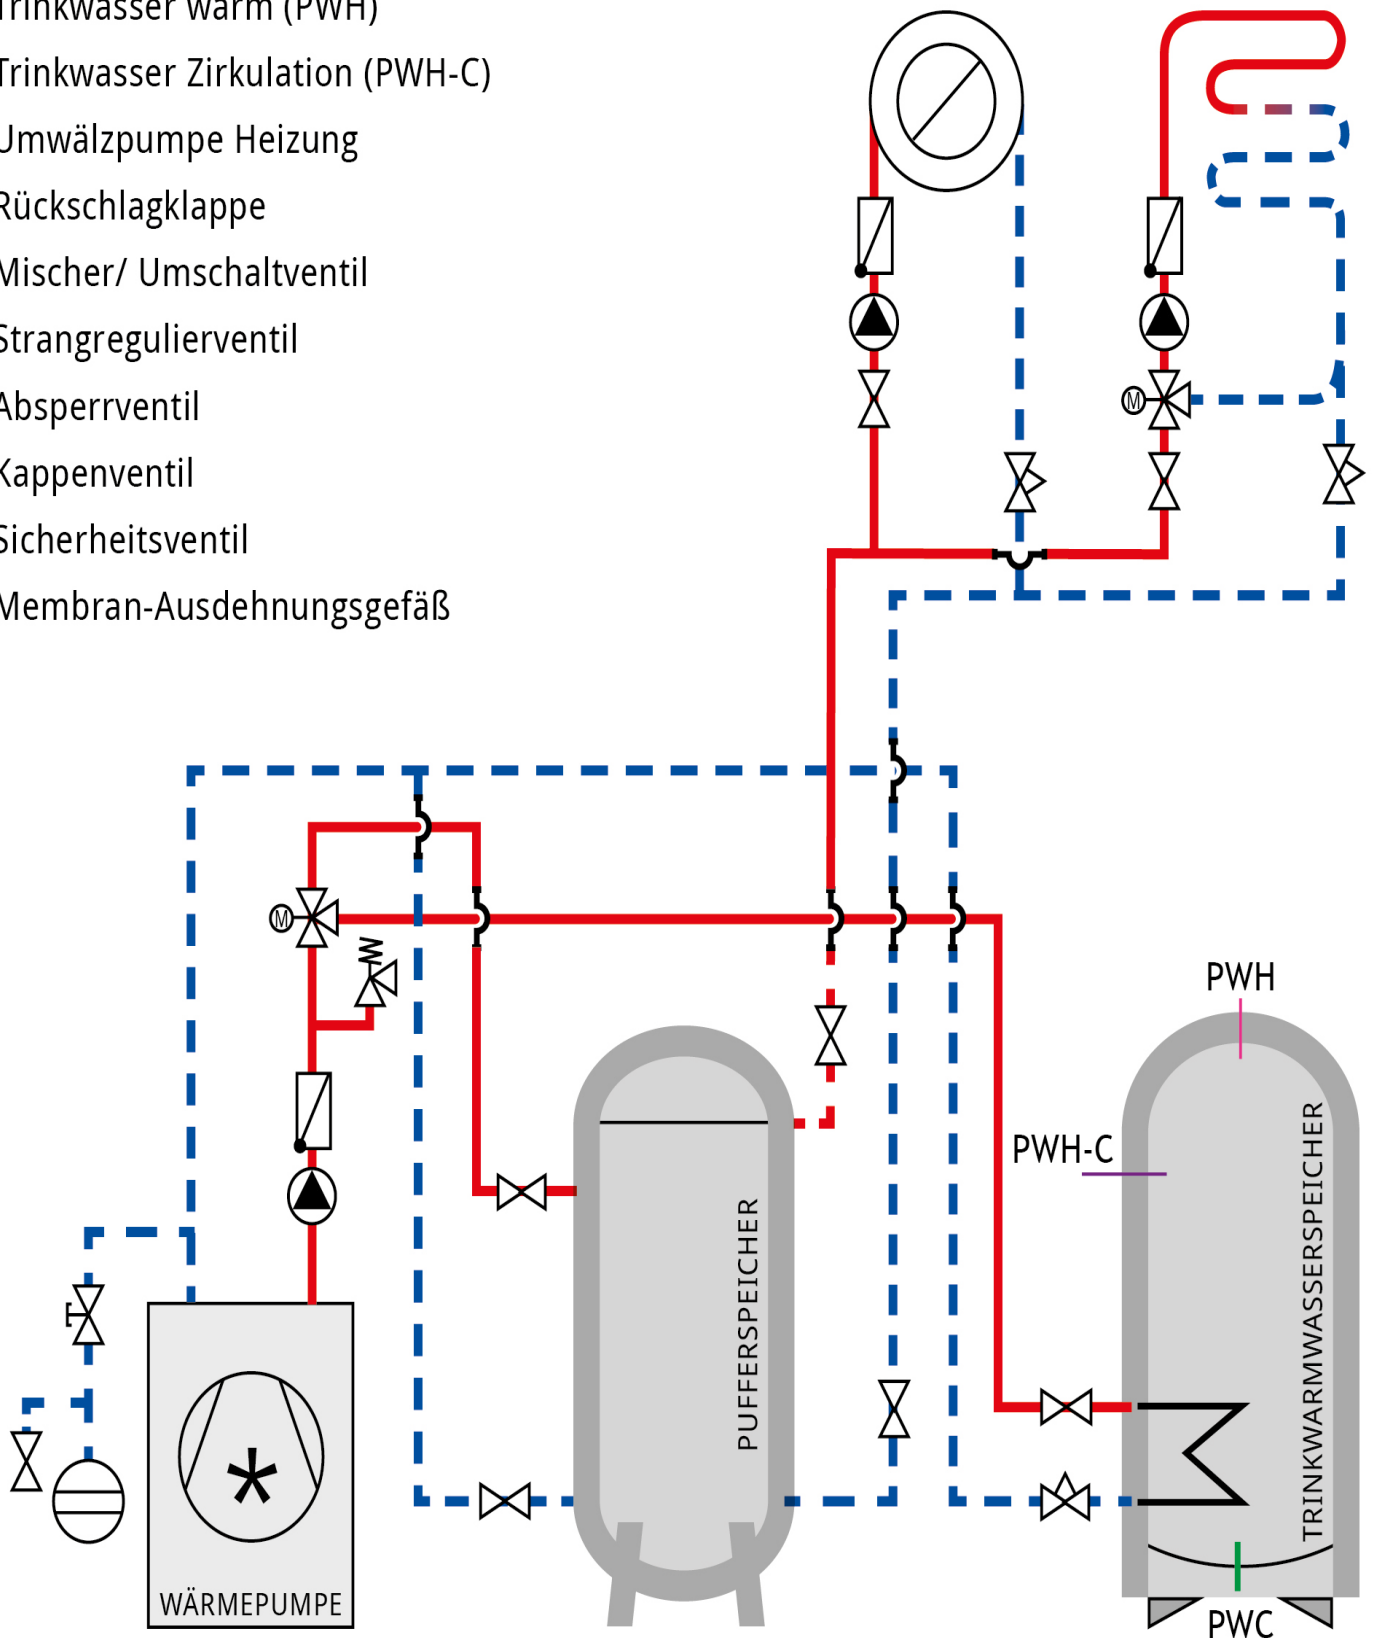 Trinkwasser warm (PWH)
Trinkwasser Zirkulation (PWH-C)
Umwälzpumpe Heizung
Rückschlagklappe
Mischer/ Umschaltventil
Strangregulierventil
Absperrventil
Kappenventil
Sicherheitsventil
Membran-Ausdehnungsgefäß
M
M
PWH
PWH-C
PUFFERSPEICHER
TRINKWARMWASSERSPEICHER
WÄRMEPUMPE
PWC